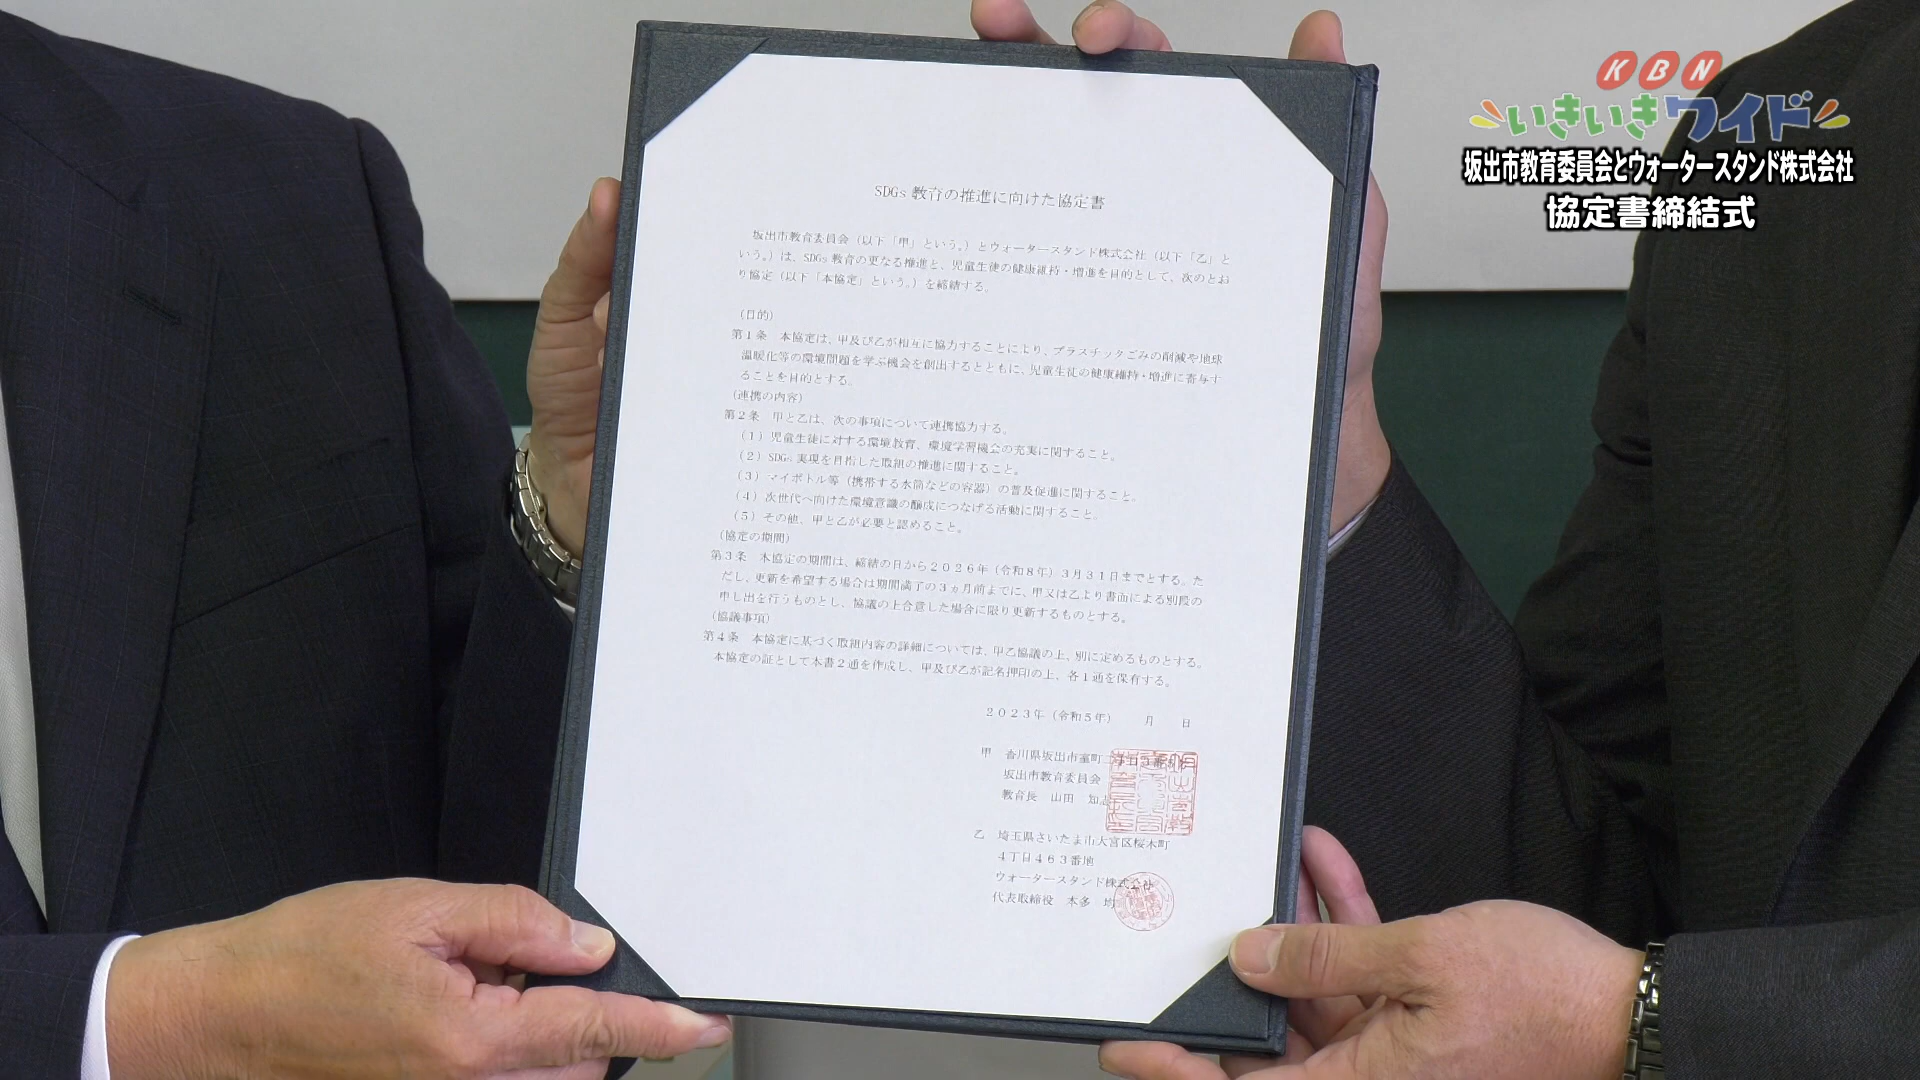 KBN
いきいきワイド
坂出市教育委員会とウォータースタンド株式会社
協定書締結式
SDGs 教育の推進に向けた協定書
坂出市教育委員会（以下「甲」という。）とウォータースタンド株式会社（以下「乙」と
いう。）は、SDGs 教育の更なる推進と、児童生徒の健康維持・増進を目的として、次のとお
り協定（以下「本協定」という。）を締結する。
（目的）
第１条　本協定は、甲及び乙が相互に協力することにより、プラスチックごみの削減や地球
温暖化等の環境問題を学ぶ機会を創出するとともに、児童生徒の健康維持・増進に寄与す
ることを目的とする。
（連携の内容）
第２条　甲と乙は、次の事項について連携協力する。
（１）児童生徒に対する環境教育、環境学習機会の充実に関すること。
（２）SDGs 実現を目指した取組の推進に関すること。
（３）マイボトル等（携帯する水筒などの容器）の普及促進に関すること。
（４）次世代へ向けた環境意識の醸成につなげる活動に関すること。
（５）その他、甲と乙が必要と認めること。
（協定の期間）
第３条　本協定の期間は、締結の日から２０２６年（令和８年）３月３１日までとする。た
だし、更新を希望する場合は期間満了の３ヵ月前までに、甲又は乙より書面による別段の
申し出を行うものとし、協議の上合意した場合に限り更新するものとする。
（協議事項）
第４条　本協定に基づく取組内容の詳細については、甲乙協議の上、別に定めるものとする。
本協定の証として本書２通を作成し、甲及び乙が記名押印の上、各１通を保有する。
２０２３年（令和５年）　　月　　日
甲　香川県坂出市室町
坂出市教育委員会
教育長　山田　知志
乙　埼玉県さいたま市大宮区桜木町
４丁目４６３番地
ウォータースタンド株式会社
代表取締役　本多　均